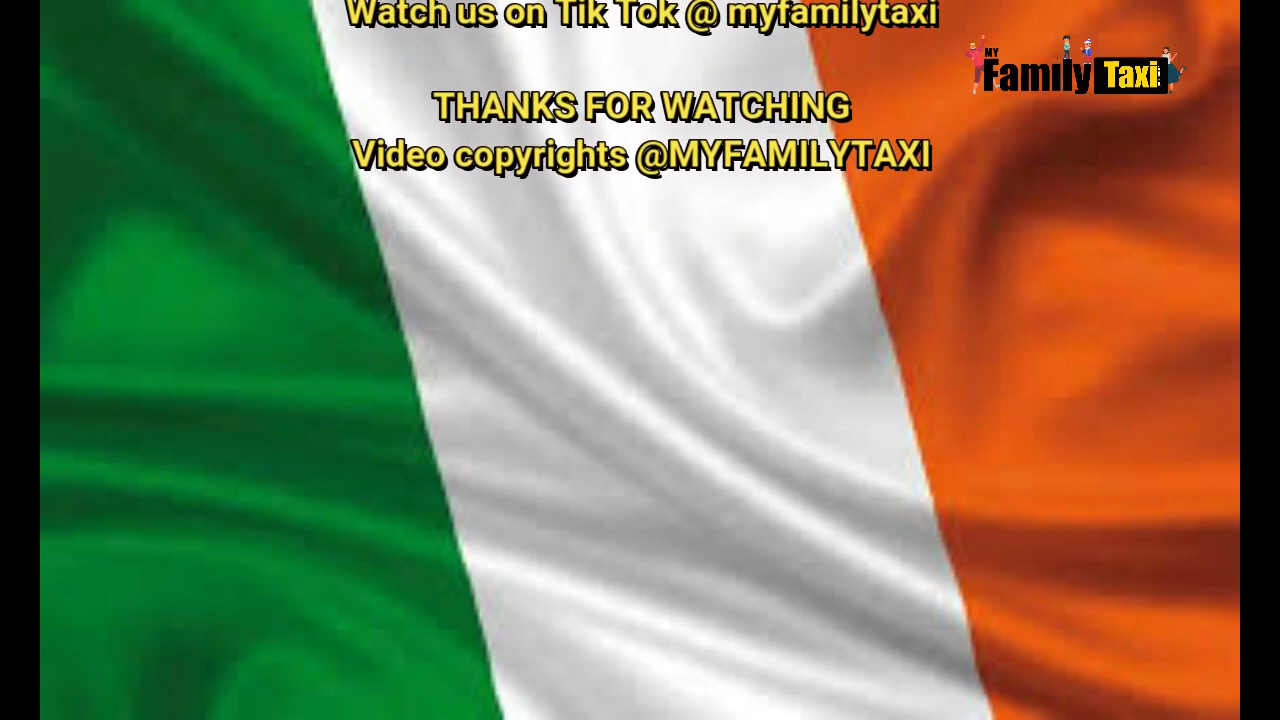 Watch us on Tik Tok @ myfamilytaxi
MY
Family Taxi
THANKS FOR WATCHING
Video copyrights @MYFAMILYTAXI